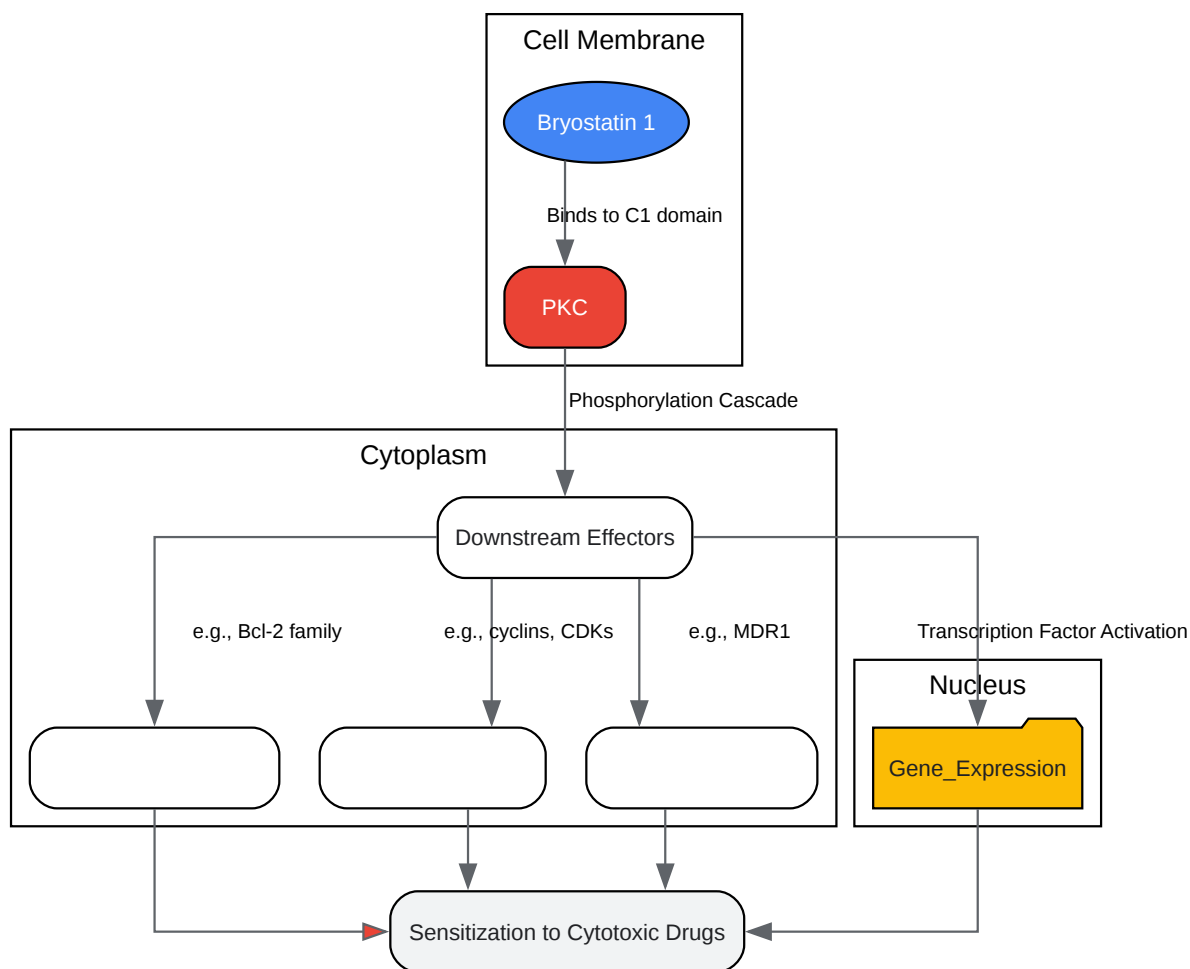 Cell Membrane
Bryostatin 1
Binds to C1 domain
PKC
Phosphorylation Cascade
Cytoplasm
Downstream Effectors
e.g., Bcl-2 family
e.g., cyclins, CDKs
e.g., MDR1
Transcription Factor Activation
Nucleus
Gene_Expression
Sensitization to Cytotoxic Drugs